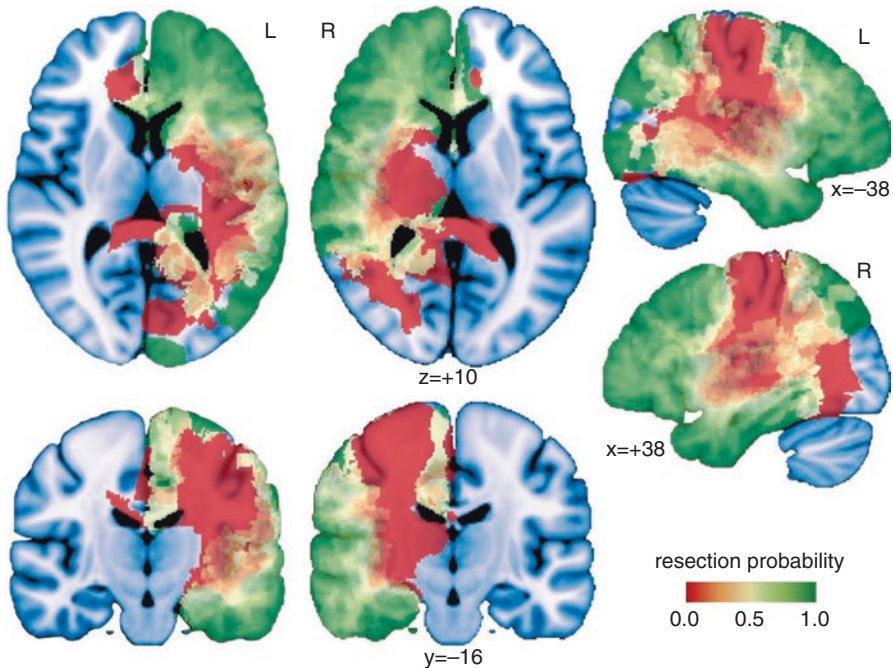 L
R
L
x=–38
R
z=+10
x=+38
resection probability
0.0 0.5 1.0
y=–16